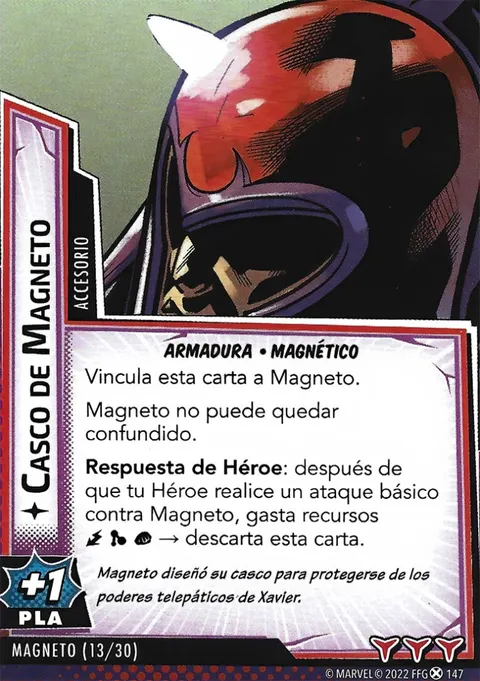 CASCO DE MAGNETO
ACCESORIO
ARMADURA • MAGNÉTICO
Vincula esta carta a Magneto.
Magneto no puede quedar
confundido.
Respuesta de Héroe: después de
que tu Héroe realice un ataque básico
contra Magneto, gasta recursos
→ descarta esta carta.
Magneto diseñó su casco para protegerse de los
poderes telepáticos de Xavier.
+1
PLA
MAGNETO (13/30)
© MARVEL © 2022 FFG 147